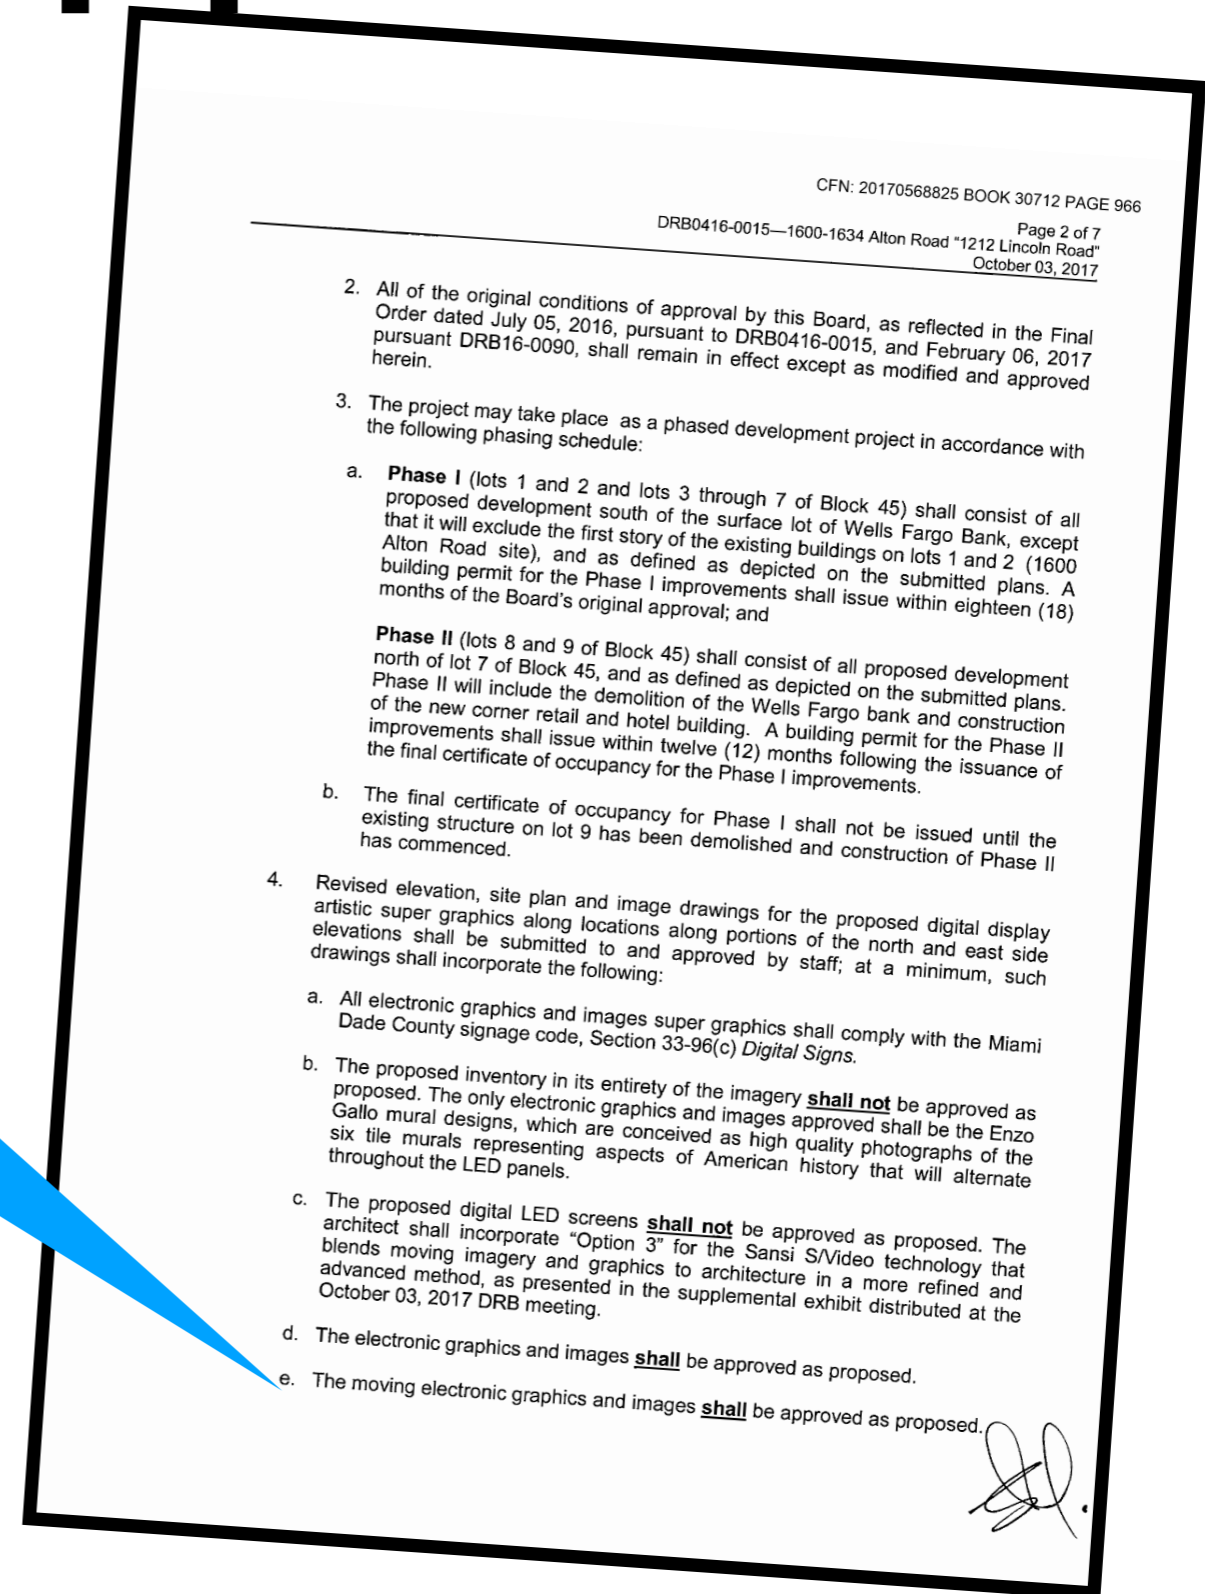 CFN: 20170568825 BOOK 30712 PAGE 966
Page 2 of 7
DRB0416-0015—1600-1634 Alton Road "1212 Lincoln Road"
October 03, 2017
2. All of the original conditions of approval by this Board, as reflected in the Final
Order dated July 05, 2016, pursuant to DRB0416-0015, and February 06, 2017
pursuant DRB16-0090, shall remain in effect except as modified and approved
herein.
3. The project may take place as a phased development project in accordance with
the following phasing schedule:
a. Phase I (lots 1 and 2 and lots 3 through 7 of Block 45) shall consist of all
proposed development south of the surface lot of Wells Fargo Bank, except
that it will exclude the first story of the existing buildings on lots 1 and 2 (1600
Alton Road site), and as defined as depicted on the submitted plans. A
building permit for the Phase I improvements shall issue within eighteen (18)
months of the Board's original approval; and
Phase II (lots 8 and 9 of Block 45) shall consist of all proposed development
north of lot 7 of Block 45, and as defined as depicted on the submitted plans.
Phase II will include the demolition of the Wells Fargo bank and construction
of the new corner retail and hotel building. A building permit for the Phase II
improvements shall issue within twelve (12) months following the issuance of
the final certificate of occupancy for the Phase I improvements.
b. The final certificate of occupancy for Phase I shall not be issued until the
existing structure on lot 9 has been demolished and construction of Phase II
has commenced.
4. Revised elevation, site plan and image drawings for the proposed digital display
artistic super graphics along locations along portions of the north and east side
elevations shall be submitted to and approved by staff; at a minimum, such
drawings shall incorporate the following:
a. All electronic graphics and images super graphics shall comply with the Miami
Dade County signage code, Section 33-96(c) Digital Signs.
b. The proposed inventory in its entirety of the imagery shall not be approved as
proposed. The only electronic graphics and images approved shall be the Enzo
Gallo mural designs, which are conceived as high quality photographs of the
six tile murals representing aspects of American history that will alternate
throughout the LED panels.
c. The proposed digital LED screens shall not be approved as proposed. The
architect shall incorporate "Option 3" for the Sansi S/Video technology that
blends moving imagery and graphics to architecture in a more refined and
advanced method, as presented in the supplemental exhibit distributed at the
October 03, 2017 DRB meeting.
d. The electronic graphics and images shall be approved as proposed.
e. The moving electronic graphics and images shall be approved as proposed.